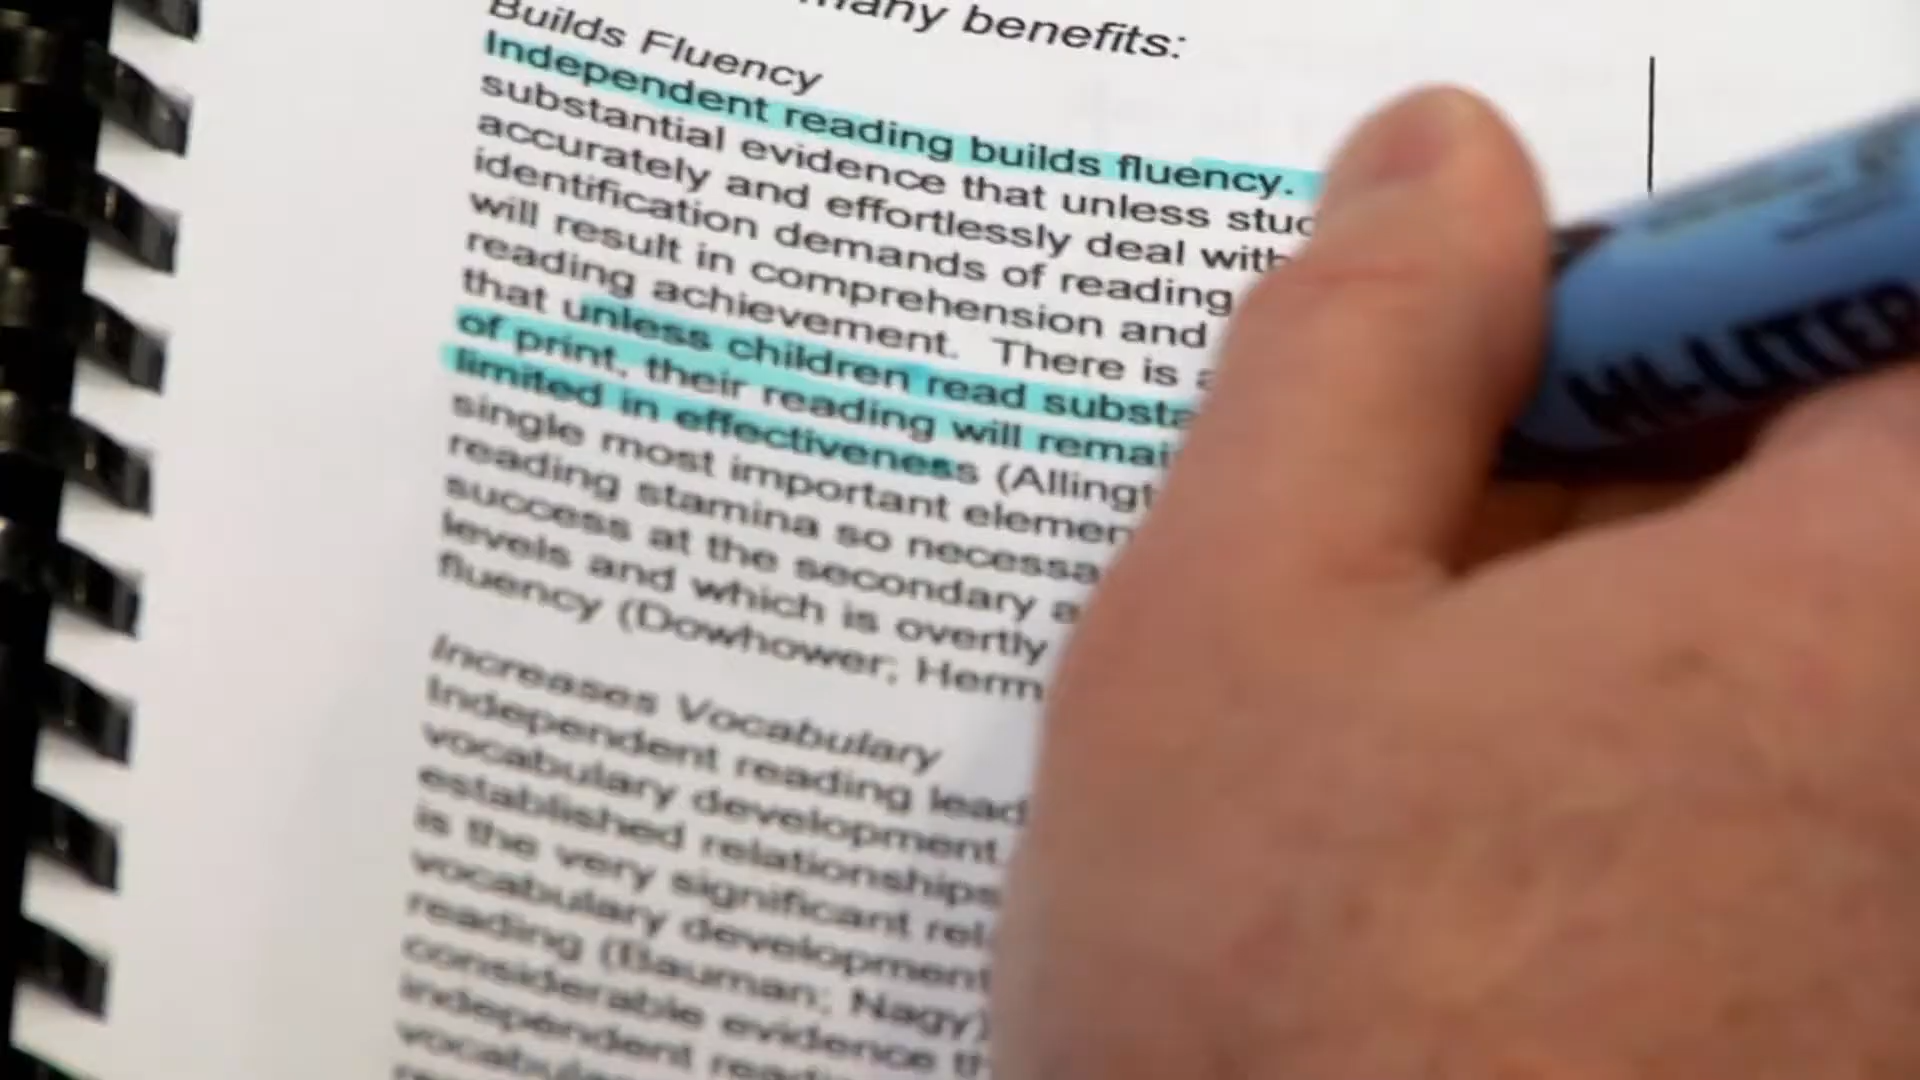 many benefits:
Builds Fluency
Independent reading builds fluency.
substantial evidence that unless stud
accurately and effortlessly deal with
identification demands of reading
will result in comprehension and
reading achievement. There is a
that unless children read substa
of print, their reading will remai
limited in effectiveness (Allingt
single most important elemen
reading stamina so necessa
success at the secondary a
levels and which is overtly
fluency (Dowhower; Herm
Increases Vocabulary
Independent reading lead
vocabulary development.
established relationships
is the very significant rel
vocabulary development
reading (Bauman; Nagy)
considerable evidence th
independent readi
vocabular
HI-LITER